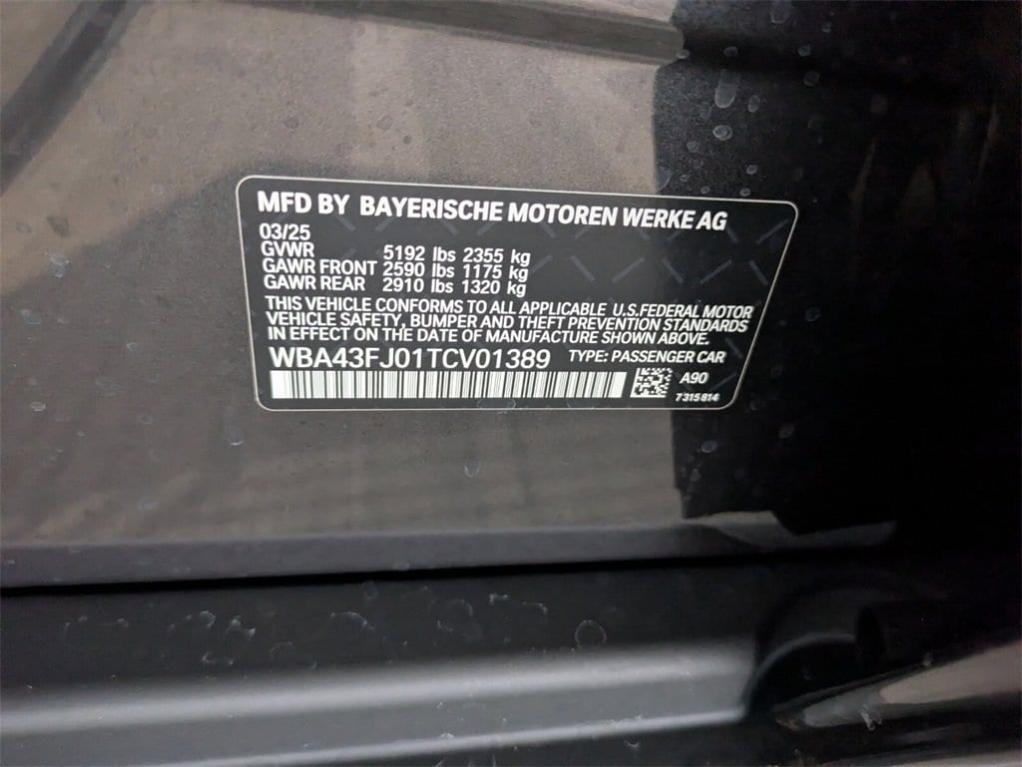 MFD BY BAYERISCHE MOTOREN WERKE AG
03/25
GVWR 5192 lbs 2355 kg
GAWR FRONT 2590 lbs 1175 kg
GAWR REAR 2910 lbs 1320 kg
THIS VEHICLE CONFORMS TO ALL APPLICABLE U.S.FEDERAL MOTOR
VEHICLE SAFETY, BUMPER AND THEFT PREVENTION STANDARDS
IN EFFECT ON THE DATE OF MANUFACTURE SHOWN ABOVE.
WBA43FJ01TCV01389 TYPE: PASSENGER CAR
A90
7315814